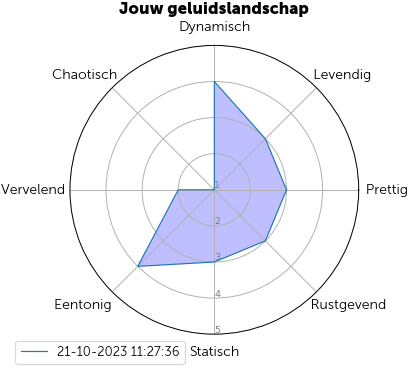 Jouw geluidslandschap
Dynamisch
Chaotisch
Levendig
Vervelend
Prettig
1
2
3
4
5
Eentonig
Rustgevend
Statisch
21-10-2023 11:27:36